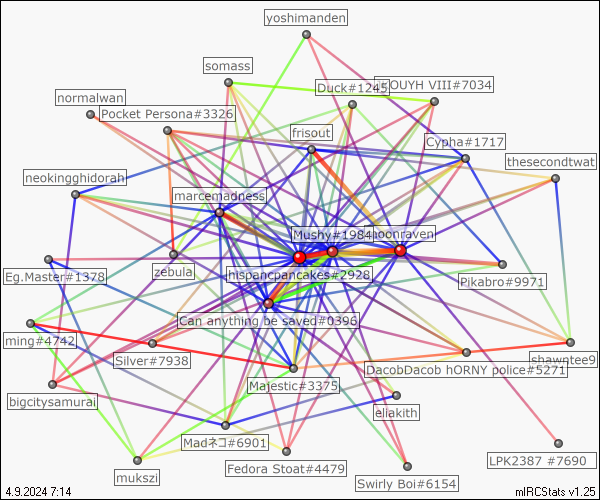 yoshimanden
somass
Duck#1245
OUYH VIII#7034
normalwan
Pocket Persona#3326
frisout
Cypha#1717
thesecondtwat
neokingghidorah
marcemadness
Mushy#1984
noonraven
Eg.Master#1378
zebula
hispancpancakes#2928
Pikabro#9971
Can anything be saved#0396
ming#4742
Silver#7938
shawntee9
DacobDacob hORNY police#5271
Majestic#3375
bigcitysamurai
eliakith
Madネコ#6901
mukszi
Fedora Stoat#4479
LPK2387 #7690
Swirly Boi#6154
4.9.2024 7:14
mIRCStats v1.25